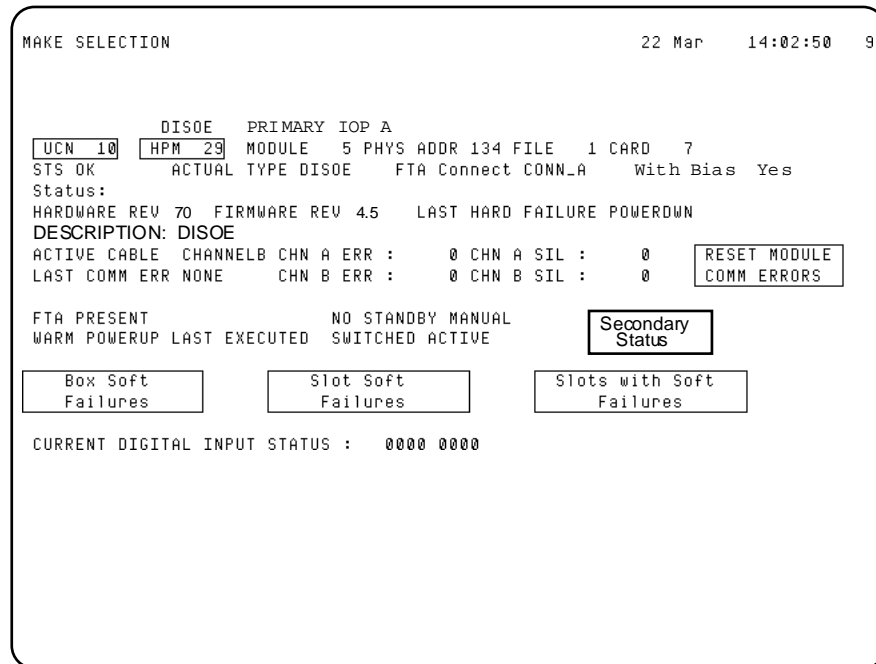 MAKE SELECTION 22 Mar 14:02:50 9
DISOE PRIMARY IOP A
UCN 10 HPM 29 MODULE 5 PHYS ADDR 134 FILE 1 CARD 7
STS OK ACTUAL TYPE DISOE FTA Connect CONN_A With Bias Yes
Status:
HARDWARE REV 70 FIRMWARE REV 4.5 LAST HARD FAILURE POWERDWN
DESCRIPTION: DISOE
ACTIVE CABLE CHANNELB CHN A ERR : 0 CHN A SIL : 0 RESET MODULE
LAST COMM ERR NONE CHN B ERR : 0 CHN B SIL : 0 COMM ERRORS
FTA PRESENT NO STANDBY MANUAL Secondary
WARM POWERUP LAST EXECUTED SWITCHED ACTIVE Status
Box Soft Slot Soft Slots with Soft
Failures Failures Failures
CURRENT DIGITAL INPUT STATUS : 0000 0000